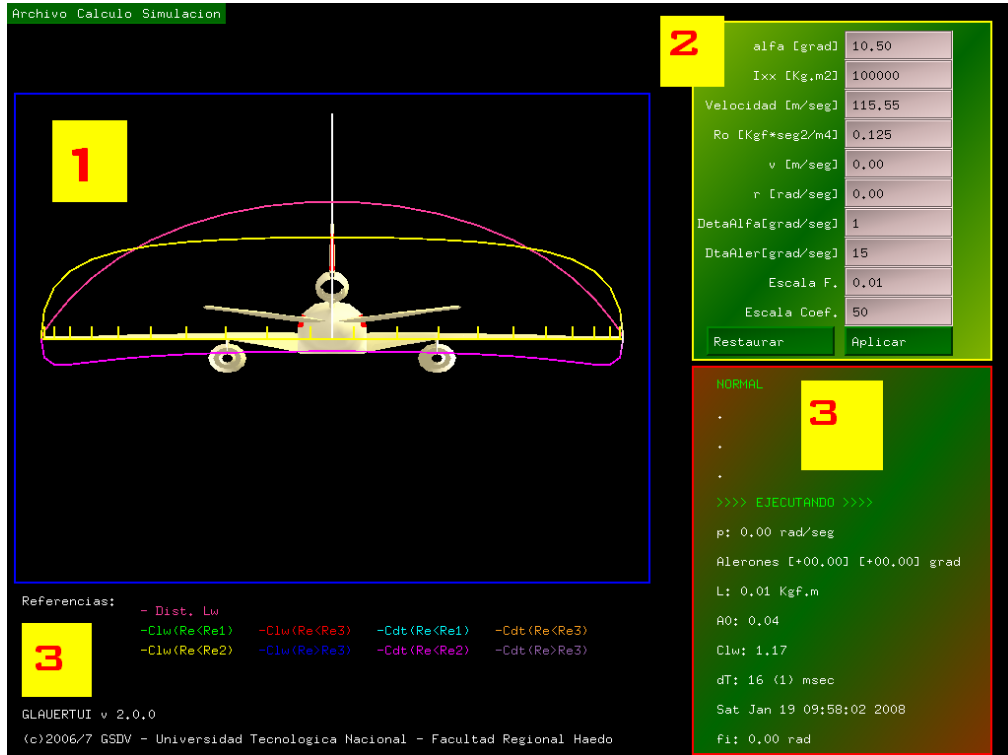 Archivo Calculo Simulacion
1
2
alfa [grad] 10.50
Ixx [Kg.m2] 100000
Velocidad [m/seg] 115.55
Ro [Kgf*seg2/m4] 0.125
v [m/seg] 0.00
r [rad/seg] 0.00
DetaAlfa[grad/seg] 1
DtaAler[grad/seg] 15
Escala F. 0.01
Escala Coef. 50
Restaurar Aplicar
3
NORMAL
.
.
.
>>>> EJECUTANDO >>>>
p: 0.00 rad/seg
Alerones [+00.00] [+00.00] grad
L: 0.01 Kgf.m
A0: 0.04
Clw: 1.17
dT: 16 (1) msec
Sat Jan 19 09:58:02 2008
fi: 0.00 rad
Referencias:
- Dist. Lw
-Clw(Re<Re1) -Clw(Re<Re3) -Cdt(Re<Re1) -Cdt(Re<Re3)
-Clw(Re<Re2) -Clw(Re>Re3) -Cdt(Re<Re2) -Cdt(Re>Re3)
3
GLAUERTUI v 2.0.0
(c)2006/7 GSDV - Universidad Tecnologica Nacional - Facultad Regional Haedo